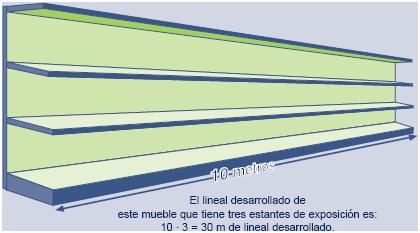 10 metros
El lineal desarrollado de
este mueble que tiene tres estantes de exposición es:
10 · 3 = 30 m de lineal desarrollado.